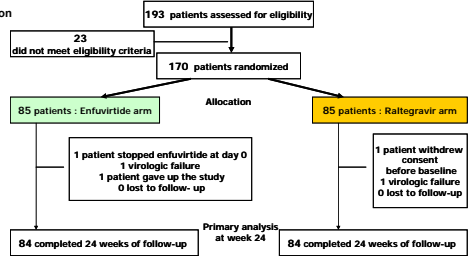 on
193 patients assessed for eligibility
23
did not meet eligibility criteria
170 patients randomized
Allocation
85 patients : Enfuvirtide arm
85 patients : Raltegravir arm
1 patient stopped enfuvirtide at day 0
1 virologic failure
1 patient gave up the study
0 lost to follow- up
1 patient withdrew
consent
before baseline
1 virologic failure
0 lost to follow-up
Primary analysis
at week 24
84 completed 24 weeks of follow-up
84 completed 24 weeks of follow-up